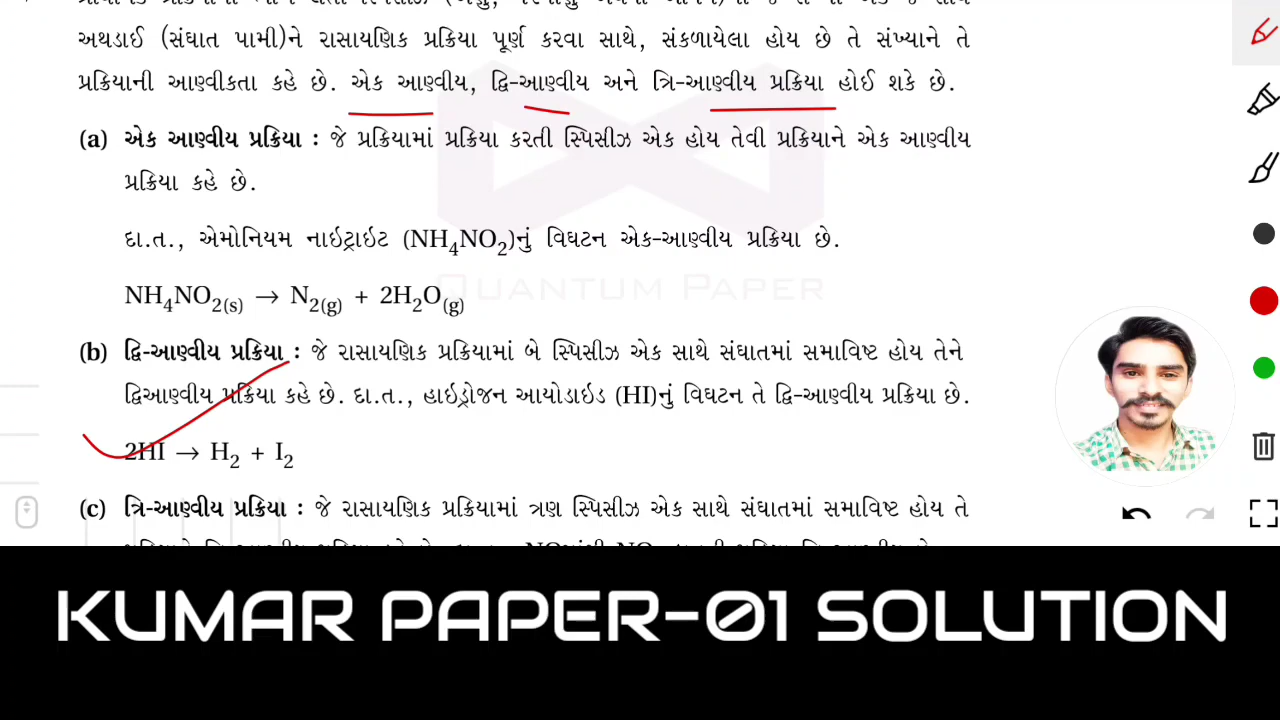 અથડાઈ (સંઘાત પામી)ને રાસાયણિક પ્રક્રિયા પૂર્ણ કરવા સાથે, સંકળાયેલા હોય છે તે સંખ્યાને તે
પ્રક્રિયાની આણ્વીકતા કહે છે. એક આણ્વીય, દ્વિ-આણ્વીય અને ત્રિ-આણ્વીય પ્રક્રિયા હોઈ શકે છે.
(a) એક આણ્વીય પ્રક્રિયા : જે પ્રક્રિયામાં પ્રક્રિયા કરતી સ્પિસીઝ એક હોય તેવી પ્રક્રિયાને એક આણ્વીય
પ્રક્રિયા કહે છે.
દા.ત., એમોનિયમ નાઇટ્રાઇટ (NH₄NO₂)નું વિઘટન એક-આણ્વીય પ્રક્રિયા છે.
QUANTUM PAPER
NH₄NO₂(s) → N₂(g) + 2H₂O(g)
(b) દ્વિ-આણ્વીય પ્રક્રિયા : જે રાસાયણિક પ્રક્રિયામાં બે સ્પિસીઝ એક સાથે સંઘાતમાં સમાવિષ્ટ હોય તેને
દ્વિઆણ્વીય પ્રક્રિયા કહે છે. દા.ત., હાઇડ્રોજન આયોડાઇડ (HI)નું વિઘટન તે દ્વિ-આણ્વીય પ્રક્રિયા છે.
2HI → H₂ + I₂
(c) ત્રિ-આણ્વીય પ્રક્રિયા : જે રાસાયણિક પ્રક્રિયામાં ત્રણ સ્પિસીઝ એક સાથે સંઘાતમાં સમાવિષ્ટ હોય તે
KUMAR PAPER-01 SOLUTION